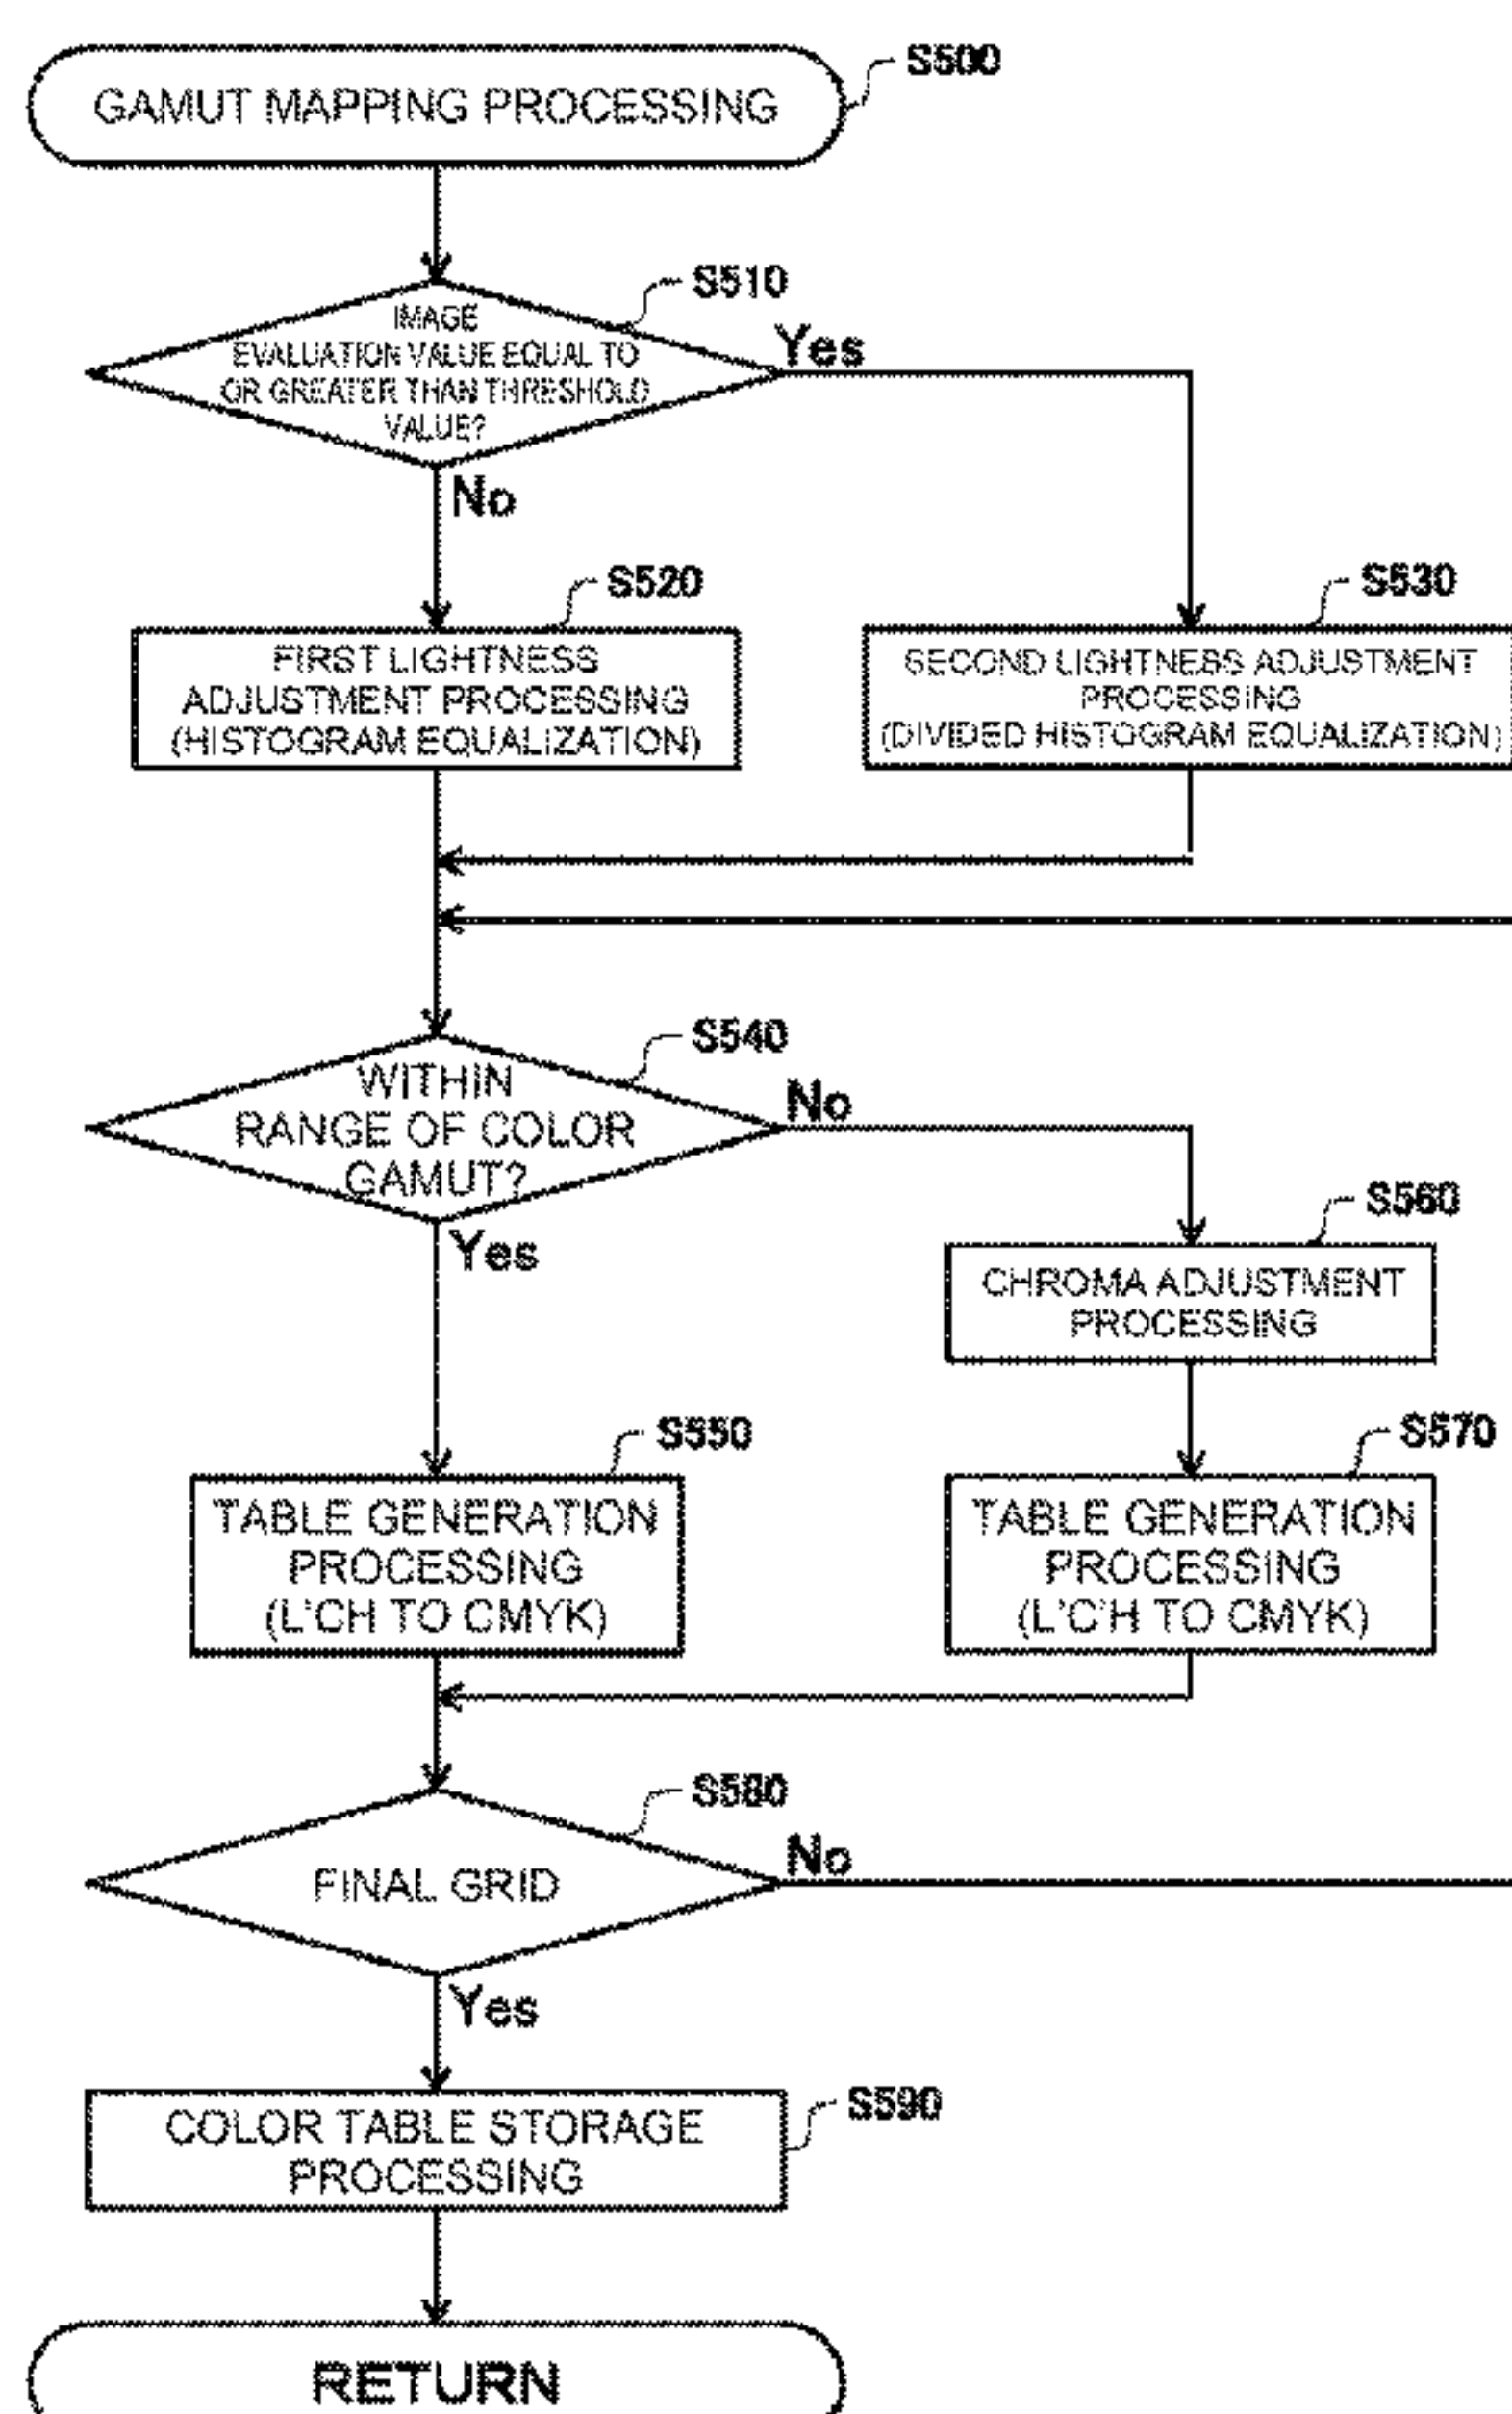 S500
GAMUT MAPPING PROCESSING
S510
IMAGE
EVALUATION VALUE EQUAL TO
OR GREATER THAN THRESHOLD
VALUE?
Yes
No
S520
FIRST LIGHTNESS
ADJUSTMENT PROCESSING
(HISTOGRAM EQUALIZATION)
S530
SECOND LIGHTNESS ADJUSTMENT
PROCESSING
(DIVIDED HISTOGRAM EQUALIZATION)
S540
WITHIN
RANGE OF COLOR
GAMUT?
No
Yes
S560
CHROMA ADJUSTMENT
PROCESSING
S550
TABLE GENERATION
PROCESSING
(L'CH TO CMYK)
S570
TABLE GENERATION
PROCESSING
(L'C'H TO CMYK)
S580
FINAL GRID
No
Yes
S590
COLOR TABLE STORAGE
PROCESSING
RETURN